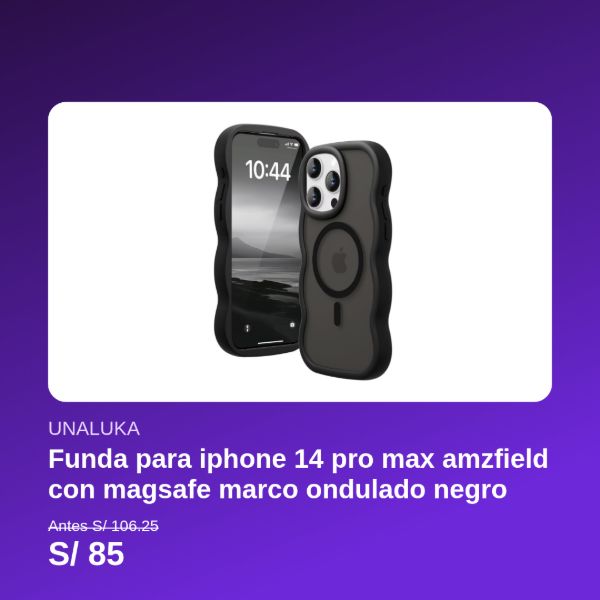 10:44
UNALUKA
Funda para iphone 14 pro max amzfield
con magsafe marco ondulado negro
Antes S/ 106.25
S/ 85